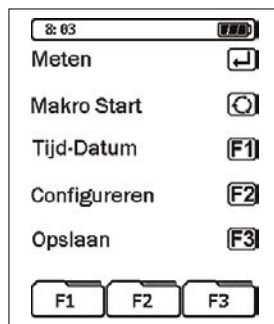 8:03
Meten
Makro Start
Tijd-Datum F1
Configureren F2
Opslaan F3
F1 F2 F3